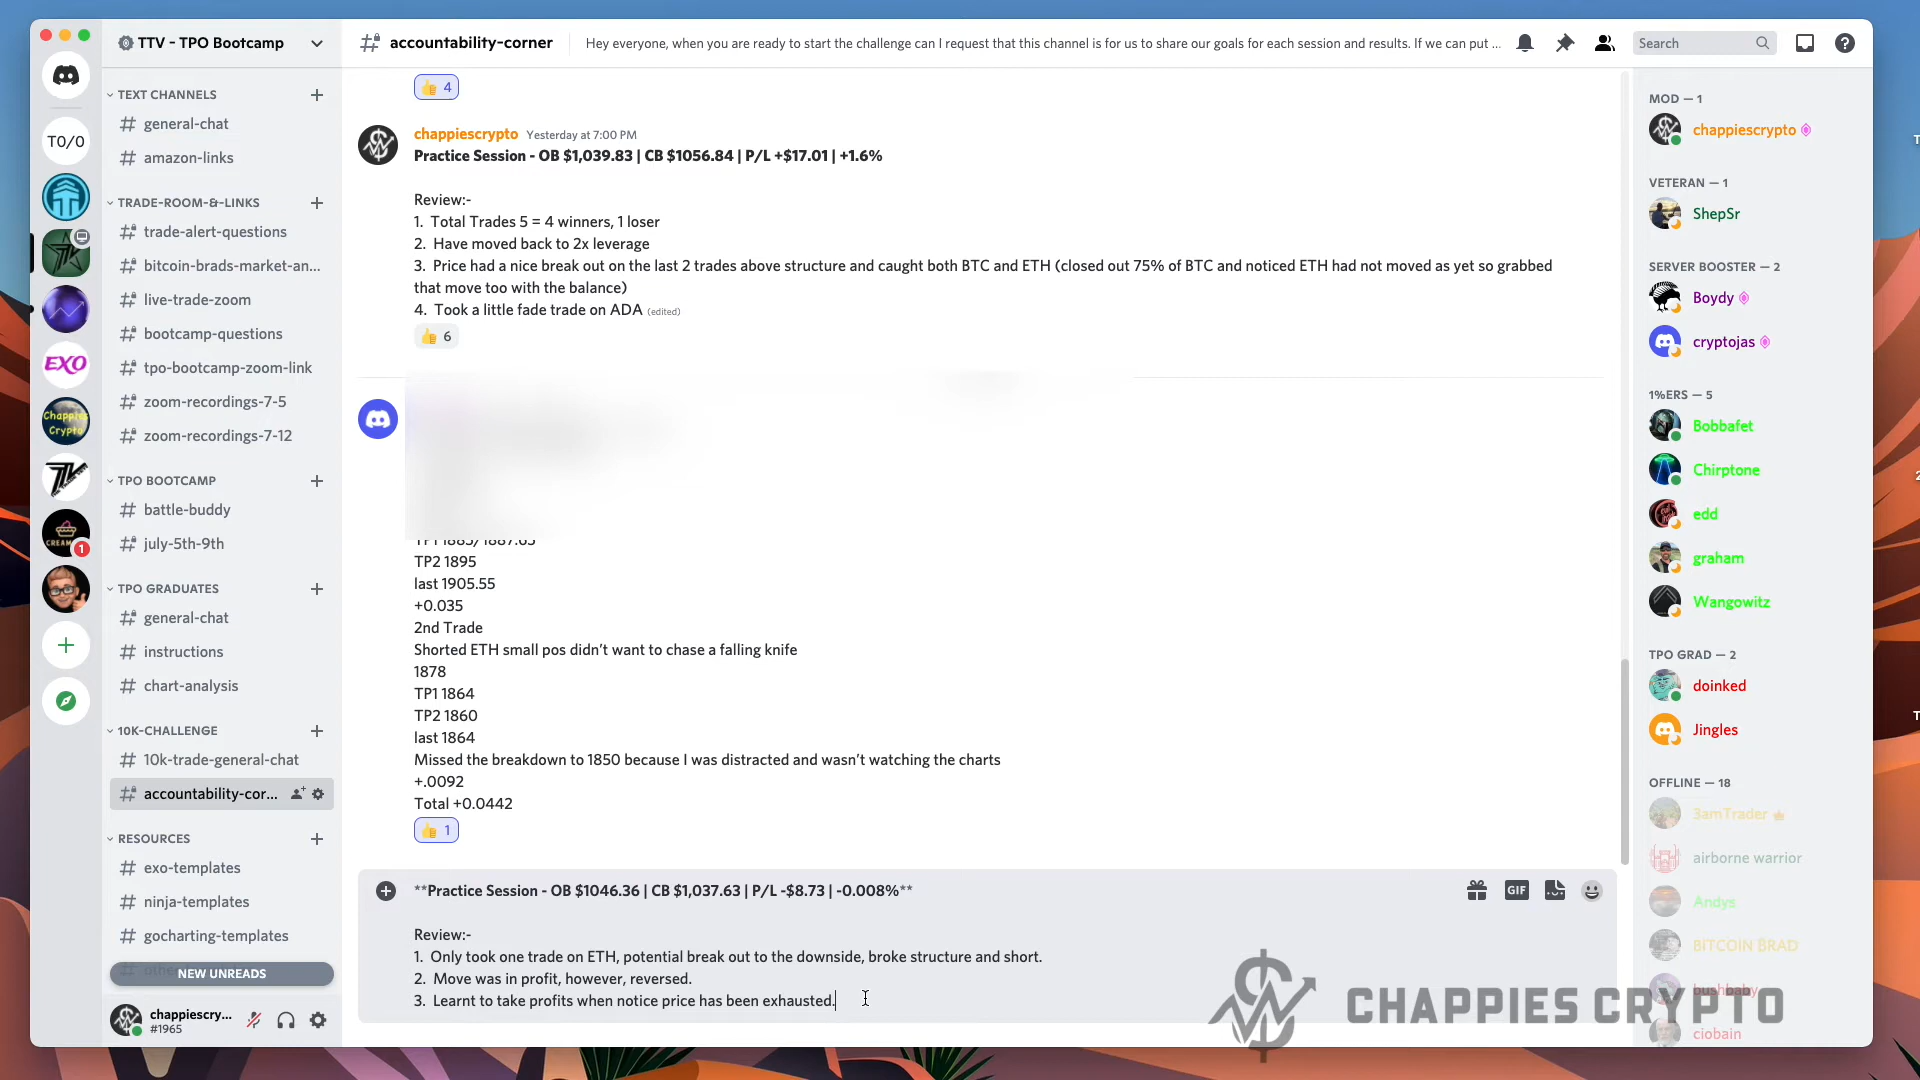 TTV - TPO Bootcamp
accountability-corner
Hey everyone, when you are ready to start the challenge can I request that this channel is for us to share our goals for each session and results. If we can put ...
Search
T0/0
EXO
Chappies
Crypto
CREAM
1
TEXT CHANNELS
general-chat
amazon-links
TRADE-ROOM-&-LINKS
trade-alert-questions
bitcoin-brads-market-an...
live-trade-zoom
bootcamp-questions
tpo-bootcamp-zoom-link
zoom-recordings-7-5
zoom-recordings-7-12
TPO BOOTCAMP
battle-buddy
july-5th-9th
TPO GRADUATES
general-chat
instructions
chart-analysis
10K-CHALLENGE
10k-trade-general-chat
accountability-cor...
RESOURCES
exo-templates
ninja-templates
gocharting-templates
NEW UNREADS
chappiescry...
#1965
4
chappiescrypto Yesterday at 7:00 PM
Practice Session - OB $1,039.83 | CB $1056.84 | P/L +$17.01 | +1.6%
Review:-
1. Total Trades 5 = 4 winners, 1 loser
2. Have moved back to 2x leverage
3. Price had a nice break out on the last 2 trades above structure and caught both BTC and ETH (closed out 75% of BTC and noticed ETH had not moved as yet so grabbed
that move too with the balance)
4. Took a little fade trade on ADA (edited)
6
TP1 1885/1887.65
TP2 1895
last 1905.55
+0.035
2nd Trade
Shorted ETH small pos didn't want to chase a falling knife
1878
TP1 1864
TP2 1860
last 1864
Missed the breakdown to 1850 because I was distracted and wasn't watching the charts
+.0092
Total +0.0442
1
**Practice Session - OB $1046.36 | CB $1,037.63 | P/L -$8.73 | -0.008%**
GIF
Review:-
1. Only took one trade on ETH, potential break out to the downside, broke structure and short.
2. Move was in profit, however, reversed.
3. Learnt to take profits when notice price has been exhausted.
MOD — 1
chappiescrypto
VETERAN — 1
ShepSr
SERVER BOOSTER — 2
Boydy
cryptojas
1%ERS — 5
Bobbafet
Chirptone
edd
graham
Wangowitz
TPO GRAD — 2
doinked
Jingles
OFFLINE — 18
3amTrader
airborne warrior
Andys
BITCOIN BRAD
bushbaby
ciobain
CHAPPIES CRYPTO